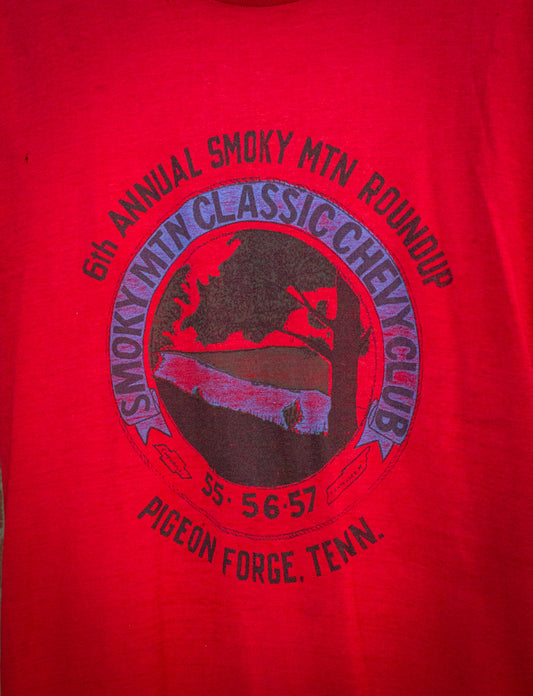 6th ANNUAL SMOKY MTN ROUNDUP
SMOKY MTN CLASSIC CHEVY CLUB
55 · 56 · 57
PIGEON FORGE, TENN.